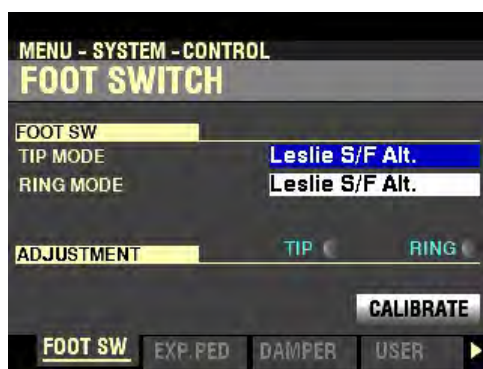 MENU - SYSTEM - CONTROL
FOOT SWITCH
FOOT SW
TIP MODE Leslie S/F Alt.
RING MODE Leslie S/F Alt.
ADJUSTMENT TIP RING
CALIBRATE
FOOT SW EXP.PED DAMPER USER